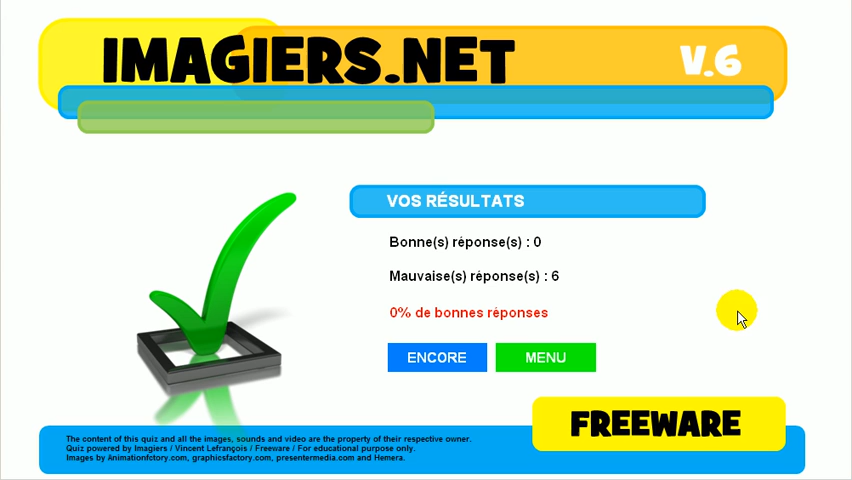 IMAGIERS.NET
V.6
VOS RÉSULTATS
Bonne(s) réponse(s) : 0
Mauvaise(s) réponse(s) : 6
0% de bonnes réponses
ENCORE
MENU
FREEWARE
The content of this quiz and all the images, sounds and video are the property of their respective owner.
Quiz powered by Imagiers / Vincent Lefrançois / Freeware / For educational purpose only.
Images by Animationfctory.com, graphicsfactory.com, presentermedia.com and Hemera.